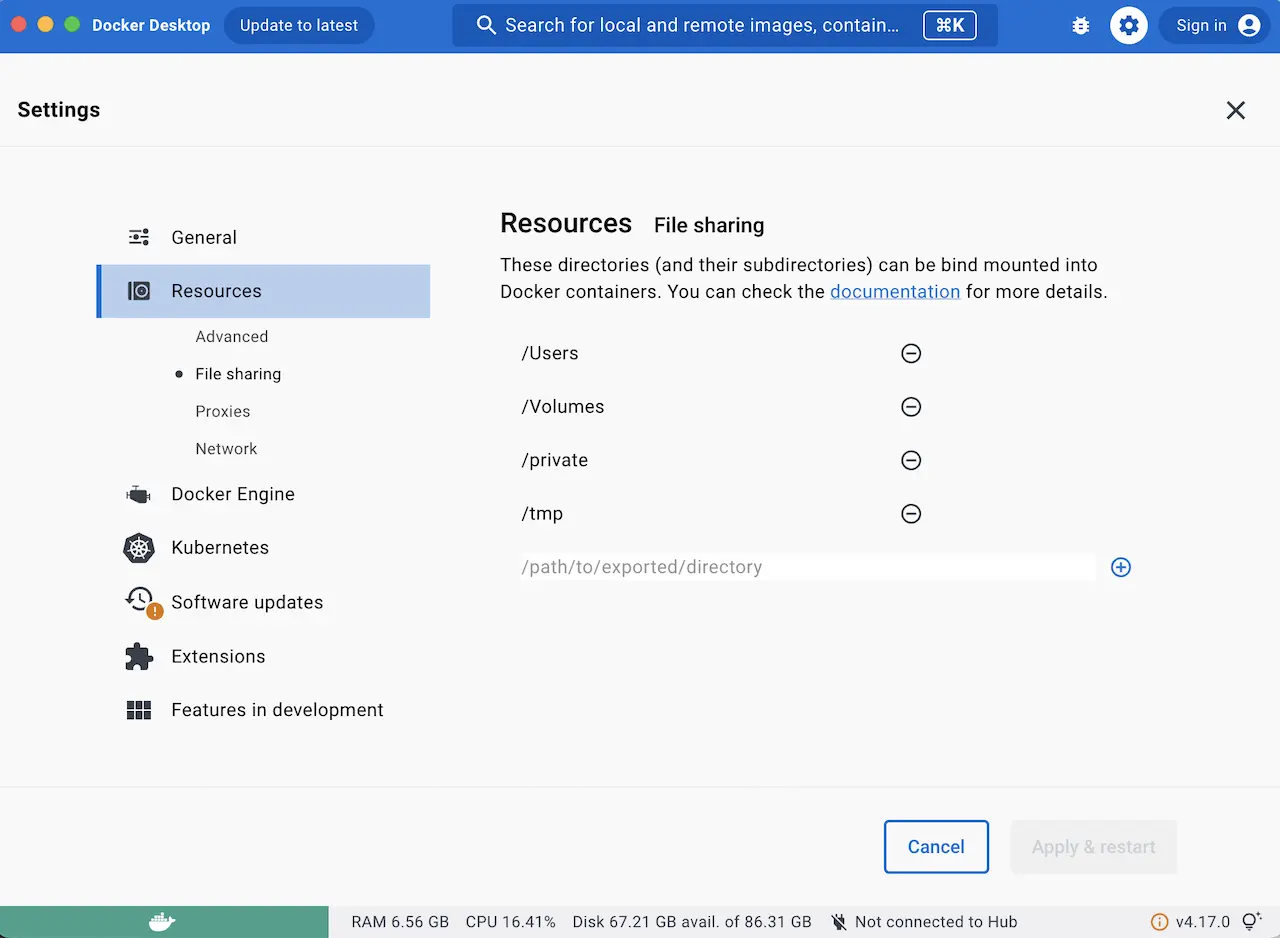 Docker Desktop Update to latest Search for local and remote images, contain... ⌘K Sign in
Settings
General
Resources
Advanced
File sharing
Proxies
Network
Docker Engine
Kubernetes
Software updates
Extensions
Features in development
Resources File sharing
These directories (and their subdirectories) can be bind mounted into
Docker containers. You can check the documentation for more details.
/Users
/Volumes
/private
/tmp
/path/to/exported/directory
Cancel Apply & restart
RAM 6.56 GB CPU 16.41% Disk 67.21 GB avail. of 86.31 GB Not connected to Hub v4.17.0